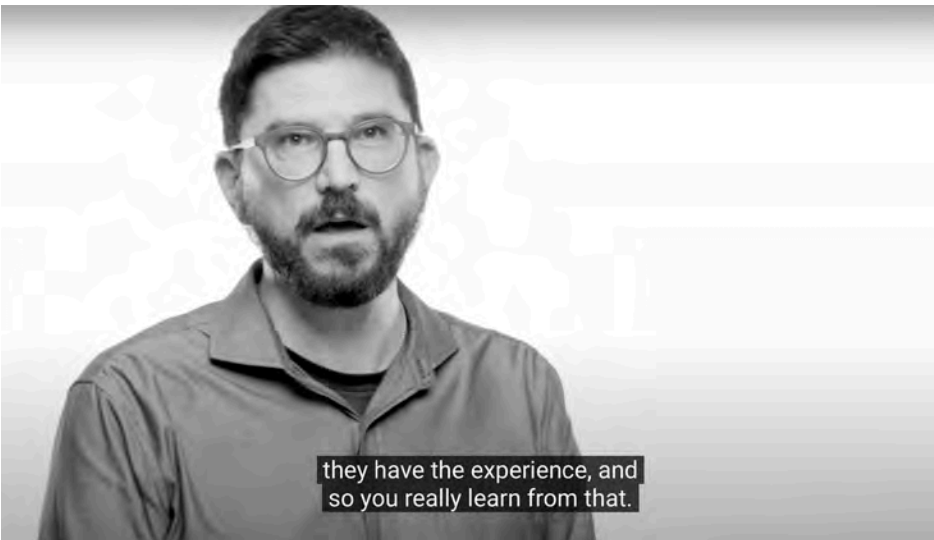 they have the experience, and
so you really learn from that.